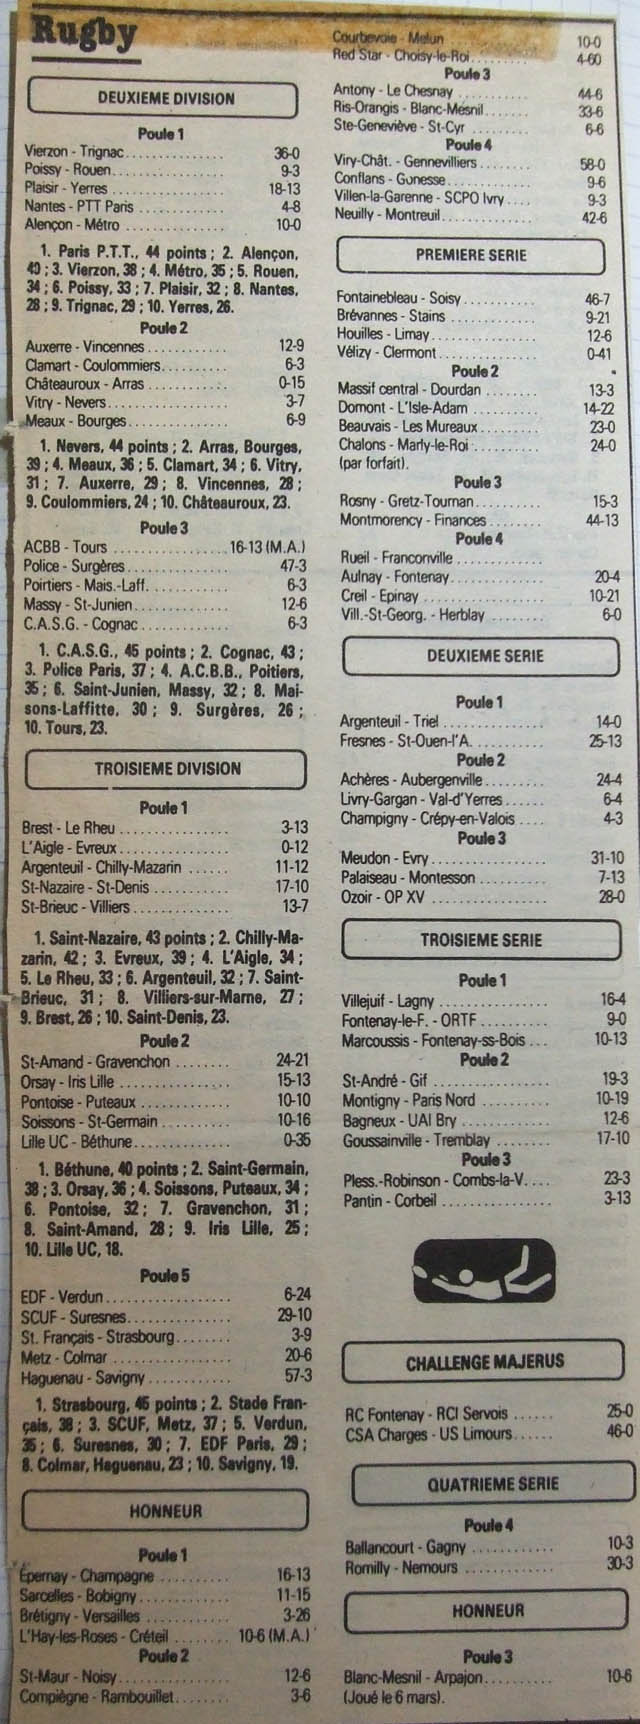 Rugby
DEUXIEME DIVISION
Poule 1
Vierzon - Trignac............... 36-0
Poissy - Rouen.................. 9-3
Plaisir - Yerres ................. 18-13
Nantes - PTT Paris ............. 4-8
Alençon - Métro ................ 10-0
1. Paris P.T.T., 44 points ; 2. Alençon,
40 ; 3. Vierzon, 38 ; 4. Métro, 35 ; 5. Rouen,
34 ; 6. Poissy, 33 ; 7. Plaisir, 32 ; 8. Nantes,
28 ; 9. Trignac, 29 ; 10. Yerres, 26.
Poule 2
Auxerre - Vincennes ............ 12-9
Clamart - Coulommiers.......... 6-3
Châteauroux - Arras ............ 0-15
Vitry - Nevers.................. 3-7
Meaux - Bourges................ 6-9
1. Nevers, 44 points ; 2. Arras, Bourges,
39 ; 4. Meaux, 36 ; 5. Clamart, 34 ; 6. Vitry,
31 ; 7. Auxerre, 29 ; 8. Vincennes, 28 ;
9. Coulommiers, 24 ; 10. Châteauroux, 23.
Poule 3
ACBB - Tours ................ 16-13 (M.A.)
Police - Surgères............... 47-3
Poirtiers - Mais.-Laff............ 6-3
Massy - St-Junien.............. 12-6
C.A.S.G. - Cognac............. 6-3
1. C.A.S.G., 45 points ; 2. Cognac, 43 ;
3. Police Paris, 37 ; 4. A.C.B.B., Poitiers,
35 ; 6. Saint-Junien, Massy, 32 ; 8. Mai-
sons-Laffitte, 30 ; 9. Surgères, 26 ;
10. Tours, 23.
TROISIEME DIVISION
Poule 1
Brest - Le Rheu ................ 3-13
L'Aigle - Evreux ................ 0-12
Argenteuil - Chilly-Mazarin ...... 11-12
St-Nazaire - St-Denis ........... 17-10
St-Brieuc - Villiers.............. 13-7
1. Saint-Nazaire, 43 points ; 2. Chilly-Ma-
zarin, 42 ; 3. Evreux, 39 ; 4. L'Aigle, 34 ;
5. Le Rheu, 33 ; 6. Argenteuil, 32 ; 7. Saint-
Brieuc, 31 ; 8. Villiers-sur-Marne, 27 ;
9. Brest, 26 ; 10. Saint-Denis, 23.
Poule 2
St-Amand - Gravenchon ........ 24-21
Orsay - Iris Lille ................ 15-13
Pontoise - Puteaux ............. 10-10
Soissons - St-Germain .......... 10-16
Lille UC - Béthune.............. 0-35
1. Béthune, 40 points ; 2. Saint-Germain,
38 ; 3. Orsay, 36 ; 4. Soissons, Puteaux, 34 ;
6. Pontoise, 32 ; 7. Gravenchon, 31 ;
8. Saint-Amand, 28 ; 9. Iris Lille, 25 ;
10. Lille UC, 18.
Poule 5
EDF - Verdun.................. 6-24
SCUF - Suresnes............... 29-10
St. Français - Strasbourg........ 3-9
Metz - Colmar ................. 20-6
Haguenau - Savigny ............ 57-3
1. Strasbourg, 45 points ; 2. Stade Fran-
çais, 38 ; 3. SCUF, Metz, 37 ; 5. Verdun,
35 ; 6. Suresnes, 30 ; 7. EDF Paris, 29 ;
8. Colmar, Haguenau, 23 ; 10. Savigny, 19.
HONNEUR
Poule 1
Epernay - Champagne .......... 16-13
Sarcelles - Bobigny............. 11-15
Brétigny - Versailles ............ 3-26
L'Hay-les-Roses - Créteil ........ 10-6 (M.A.)
Poule 2
St-Maur - Noisy................ 12-6
Compiègne - Rambouillet........ 3-6
Courbevoie - Melun ............ 10-0
Red Star - Choisy-le-Roi......... 4-60
Poule 3
Antony - Le Chesnay ........... 44-6
Ris-Orangis - Blanc-Mesnil....... 33-6
Ste-Geneviève - St-Cyr ......... 6-6
Poule 4
Viry-Chât. - Gennevilliers........ 58-0
Conflans - Gonesse............. 9-6
Villen-la-Garenne - SCPO Ivry.... 9-3
Neuilly - Montreuil.............. 42-6
PREMIERE SERIE
Fontainebleau - Soisy ........... 46-7
Brévannes - Stains ............. 9-21
Houilles - Limay................ 12-6
Vélizy - Clermont............... 0-41
Poule 2
Massif central - Dourdan ........ 13-3
Domont - L'Isle-Adam .......... 14-22
Beauvais - Les Mureaux......... 23-0
Chalons - Marly-le-Roi .......... 24-0
(par forfait).
Poule 3
Rosny - Gretz-Tournan.......... 15-3
Montmorency - Finances ........ 44-13
Poule 4
Rueil - Franconville .............
Aulnay - Fontenay.............. 20-4
Creil - Epinay .................. 10-21
Vill.-St-Georg. - Herblay ........ 6-0
DEUXIEME SERIE
Poule 1
Argenteuil - Triel ............... 14-0
Fresnes - St-Ouen-l'A. .......... 25-13
Poule 2
Achères - Aubergenville......... 24-4
Livry-Gargan - Val-d'Yerres ...... 6-4
Champigny - Crépy-en-Valois .... 4-3
Poule 3
Meudon - Evry................. 31-10
Palaiseau - Montesson .......... 7-13
Ozoir - OP XV ................. 28-0
TROISIEME SERIE
Poule 1
Villejuif - Lagny ................ 16-4
Fontenay-le-F. - ORTF .......... 9-0
Marcoussis - Fontenay-ss-Bois ... 10-13
Poule 2
St-André - Gif ................. 19-3
Montigny - Paris Nord .......... 10-19
Bagneux - UAI Bry ............. 12-6
Goussainville - Tremblay ........ 17-10
Poule 3
Pless.-Robinson - Combs-la-V.... 23-3
Pantin - Corbeil ................ 3-13
CHALLENGE MAJERUS
RC Fontenay - RCI Servois ...... 25-0
CSA Charges - US Limours...... 46-0
QUATRIEME SERIE
Poule 4
Ballancourt - Gagny ............ 10-3
Romilly - Nemours ............. 30-3
HONNEUR
Poule 3
Blanc-Mesnil - Arpajon.......... 10-6
(Joué le 6 mars).